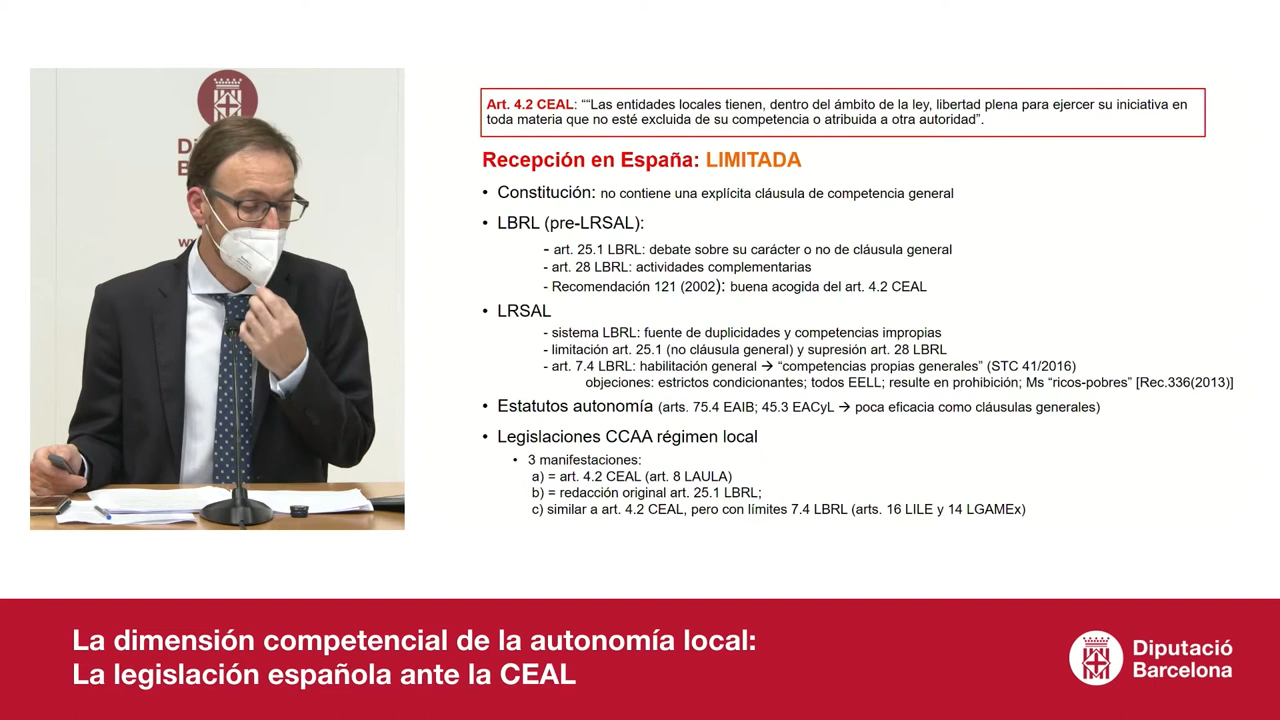 Di
B
w
Art. 4.2 CEAL: ““Las entidades locales tienen, dentro del ámbito de la ley, libertad plena para ejercer su iniciativa en
toda materia que no esté excluida de su competencia o atribuida a otra autoridad”.
Recepción en España: LIMITADA
• Constitución: no contiene una explícita cláusula de competencia general
• LBRL (pre-LRSAL):
- art. 25.1 LBRL: debate sobre su carácter o no de cláusula general
- art. 28 LBRL: actividades complementarias
- Recomendación 121 (2002): buena acogida del art. 4.2 CEAL
• LRSAL
- sistema LBRL: fuente de duplicidades y competencias impropias
- limitación art. 25.1 (no cláusula general) y supresión art. 28 LBRL
- art. 7.4 LBRL: habilitación general → “competencias propias generales” (STC 41/2016)
objeciones: estrictos condicionantes; todos EELL; resulte en prohibición; Ms “ricos-pobres” [Rec.336(2013)]
• Estatutos autonomía (arts. 75.4 EAIB; 45.3 EACyL → poca eficacia como cláusulas generales)
• Legislaciones CCAA régimen local
• 3 manifestaciones:
a) = art. 4.2 CEAL (art. 8 LAULA)
b) = redacción original art. 25.1 LBRL;
c) similar a art. 4.2 CEAL, pero con límites 7.4 LBRL (arts. 16 LILE y 14 LGAMEx)
La dimensión competencial de la autonomía local:
La legislación española ante la CEAL
Diputació
Barcelona